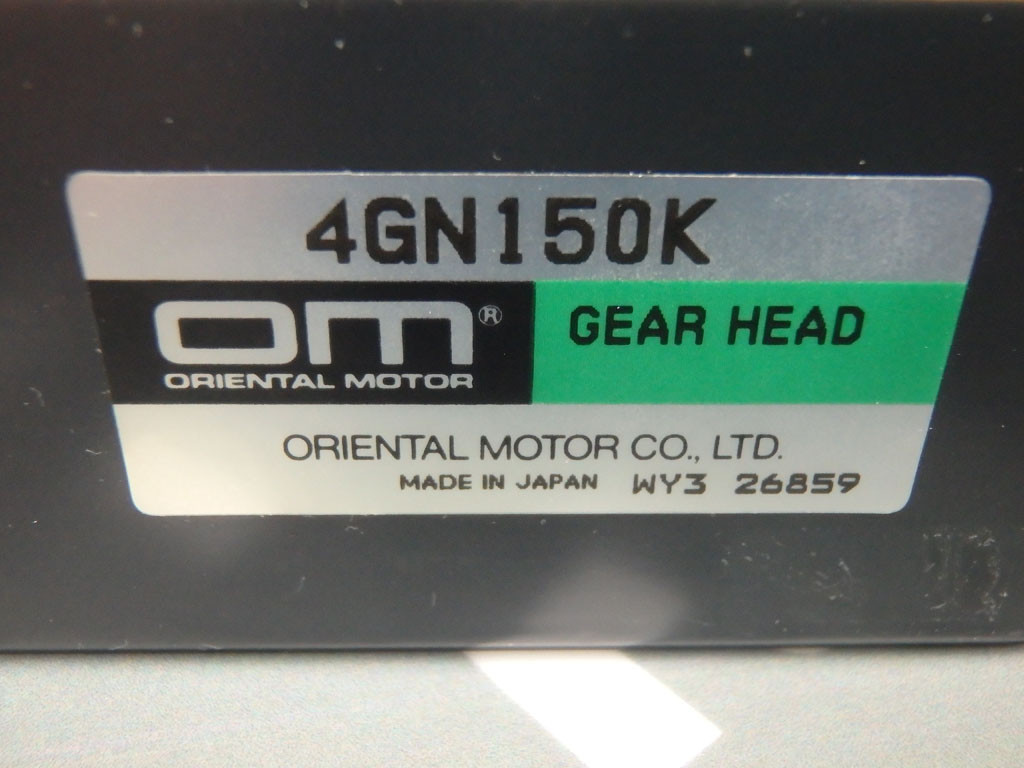 4GN150K
om® GEAR HEAD
ORIENTAL MOTOR
ORIENTAL MOTOR CO., LTD.
MADE IN JAPAN WY3 26859